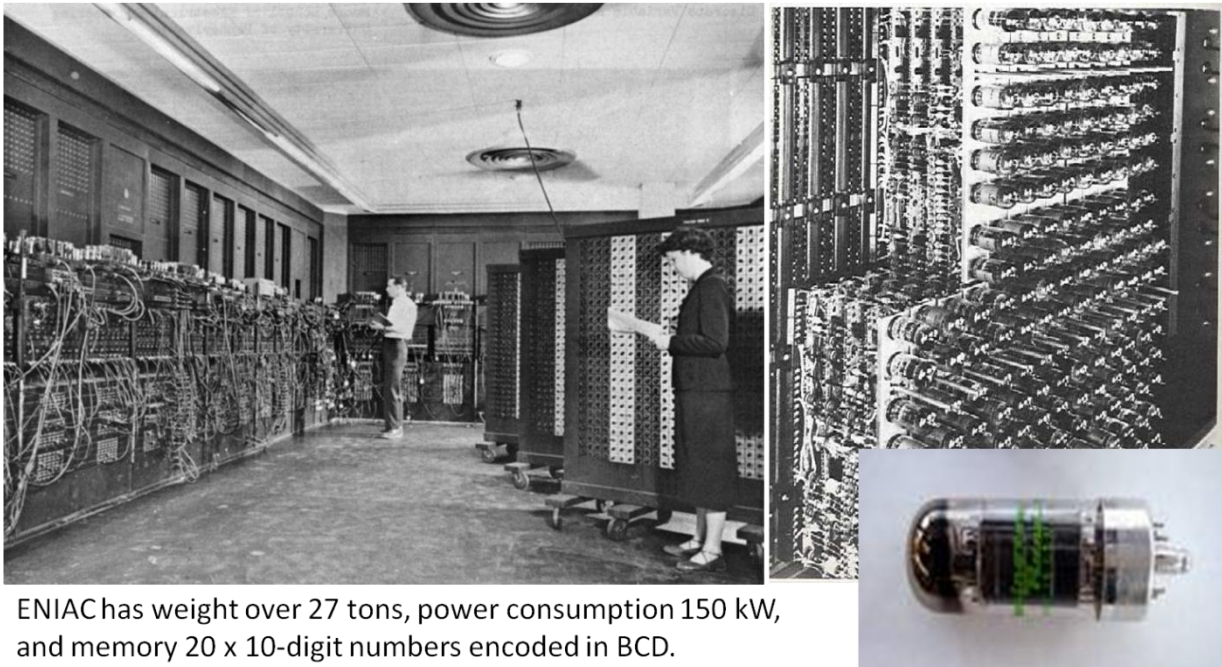 ENIAC has weight over 27 tons, power consumption 150 kW,
and memory 20 x 10-digit numbers encoded in BCD.